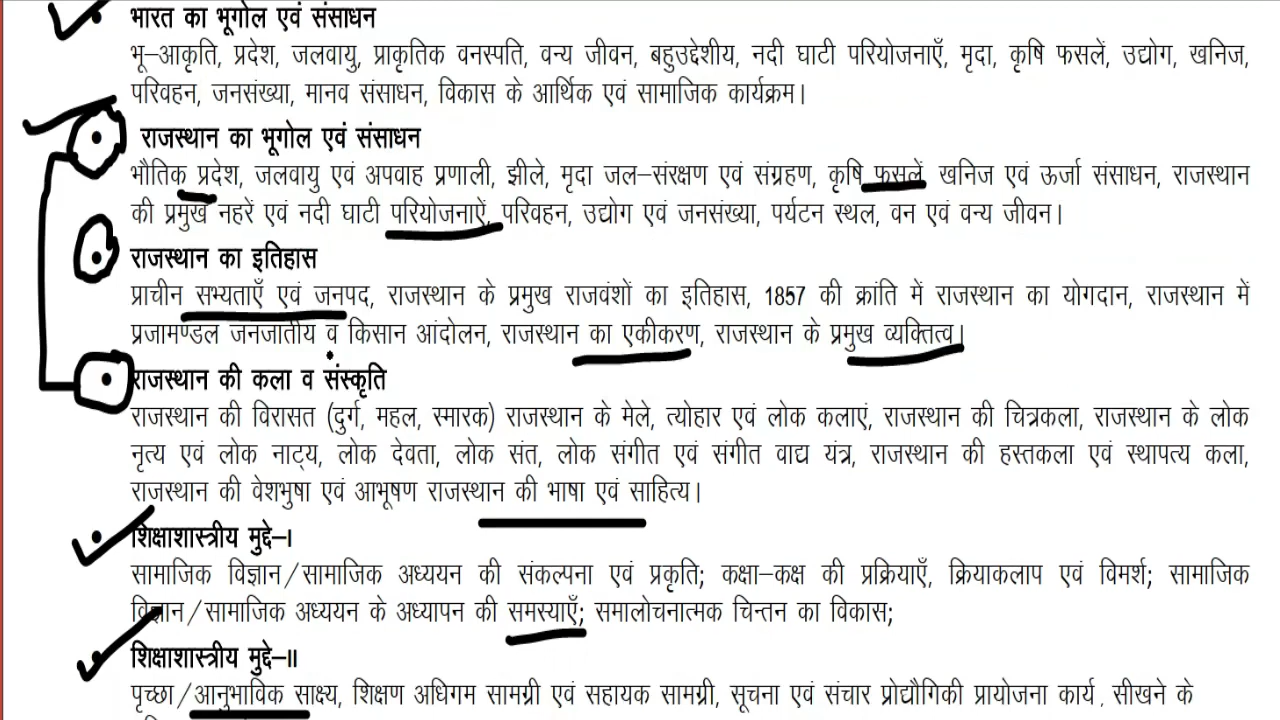 भारत का भूगोल एवं संसाधन
भू–आकृति, प्रदेश, जलवायु, प्राकृतिक वनस्पति, वन्य जीवन, बहुउद्देशीय, नदी घाटी परियोजनाएँ, मृदा, कृषि फसलें, उद्योग, खनिज,
परिवहन, जनसंख्या, मानव संसाधन, विकास के आर्थिक एवं सामाजिक कार्यक्रम।
राजस्थान का भूगोल एवं संसाधन
भौतिक प्रदेश, जलवायु एवं अपवाह प्रणाली, झीले, मृदा जल–संरक्षण एवं संग्रहण, कृषि फसलें खनिज एवं ऊर्जा संसाधन, राजस्थान
की प्रमुख नहरें एवं नदी घाटी परियोजनाऐं, परिवहन, उद्योग एवं जनसंख्या, पर्यटन स्थल, वन एवं वन्य जीवन।
राजस्थान का इतिहास
प्राचीन सभ्यताएँ एवं जनपद, राजस्थान के प्रमुख राजवंशों का इतिहास, 1857 की क्रांति में राजस्थान का योगदान, राजस्थान में
प्रजामण्डल जनजातीय व किसान आंदोलन, राजस्थान का एकीकरण, राजस्थान के प्रमुख व्यक्तित्व।
राजस्थान की कला व संस्कृति
राजस्थान की विरासत (दुर्ग, महल, स्मारक) राजस्थान के मेले, त्योहार एवं लोक कलाएं, राजस्थान की चित्रकला, राजस्थान के लोक
नृत्य एवं लोक नाट्य, लोक देवता, लोक संत, लोक संगीत एवं संगीत वाद्य यंत्र, राजस्थान की हस्तकला एवं स्थापत्य कला,
राजस्थान की वेशभुषा एवं आभूषण राजस्थान की भाषा एवं साहित्य।
शिक्षाशास्त्रीय मुद्दे–I
सामाजिक विज्ञान/सामाजिक अध्ययन की संकल्पना एवं प्रकृति; कक्षा–कक्ष की प्रक्रियाएँ, क्रियाकलाप एवं विमर्श; सामाजिक
विज्ञान/सामाजिक अध्ययन के अध्यापन की समस्याएँ; समालोचनात्मक चिन्तन का विकास;
शिक्षाशास्त्रीय मुद्दे–II
पृच्छा/आनुभाविक साक्ष्य, शिक्षण अधिगम सामग्री एवं सहायक सामग्री, सूचना एवं संचार प्रोद्यौगिकी प्रायोजना कार्य, सीखने के